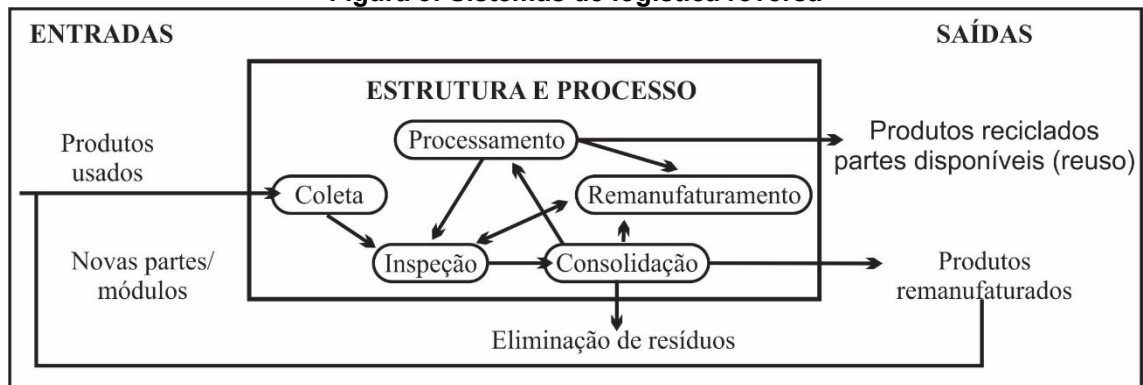 Figura 3. Sistemas de logística reversa
ENTRADAS
SAÍDAS
ESTRUTURA E PROCESSO
Produtos
usados
Processamento
Produtos reciclados
partes disponíveis (reuso)
Coleta
Remanufaturamento
Novas partes/
módulos
Inspeção
Consolidação
Produtos
remanufaturados
Eliminação de resíduos